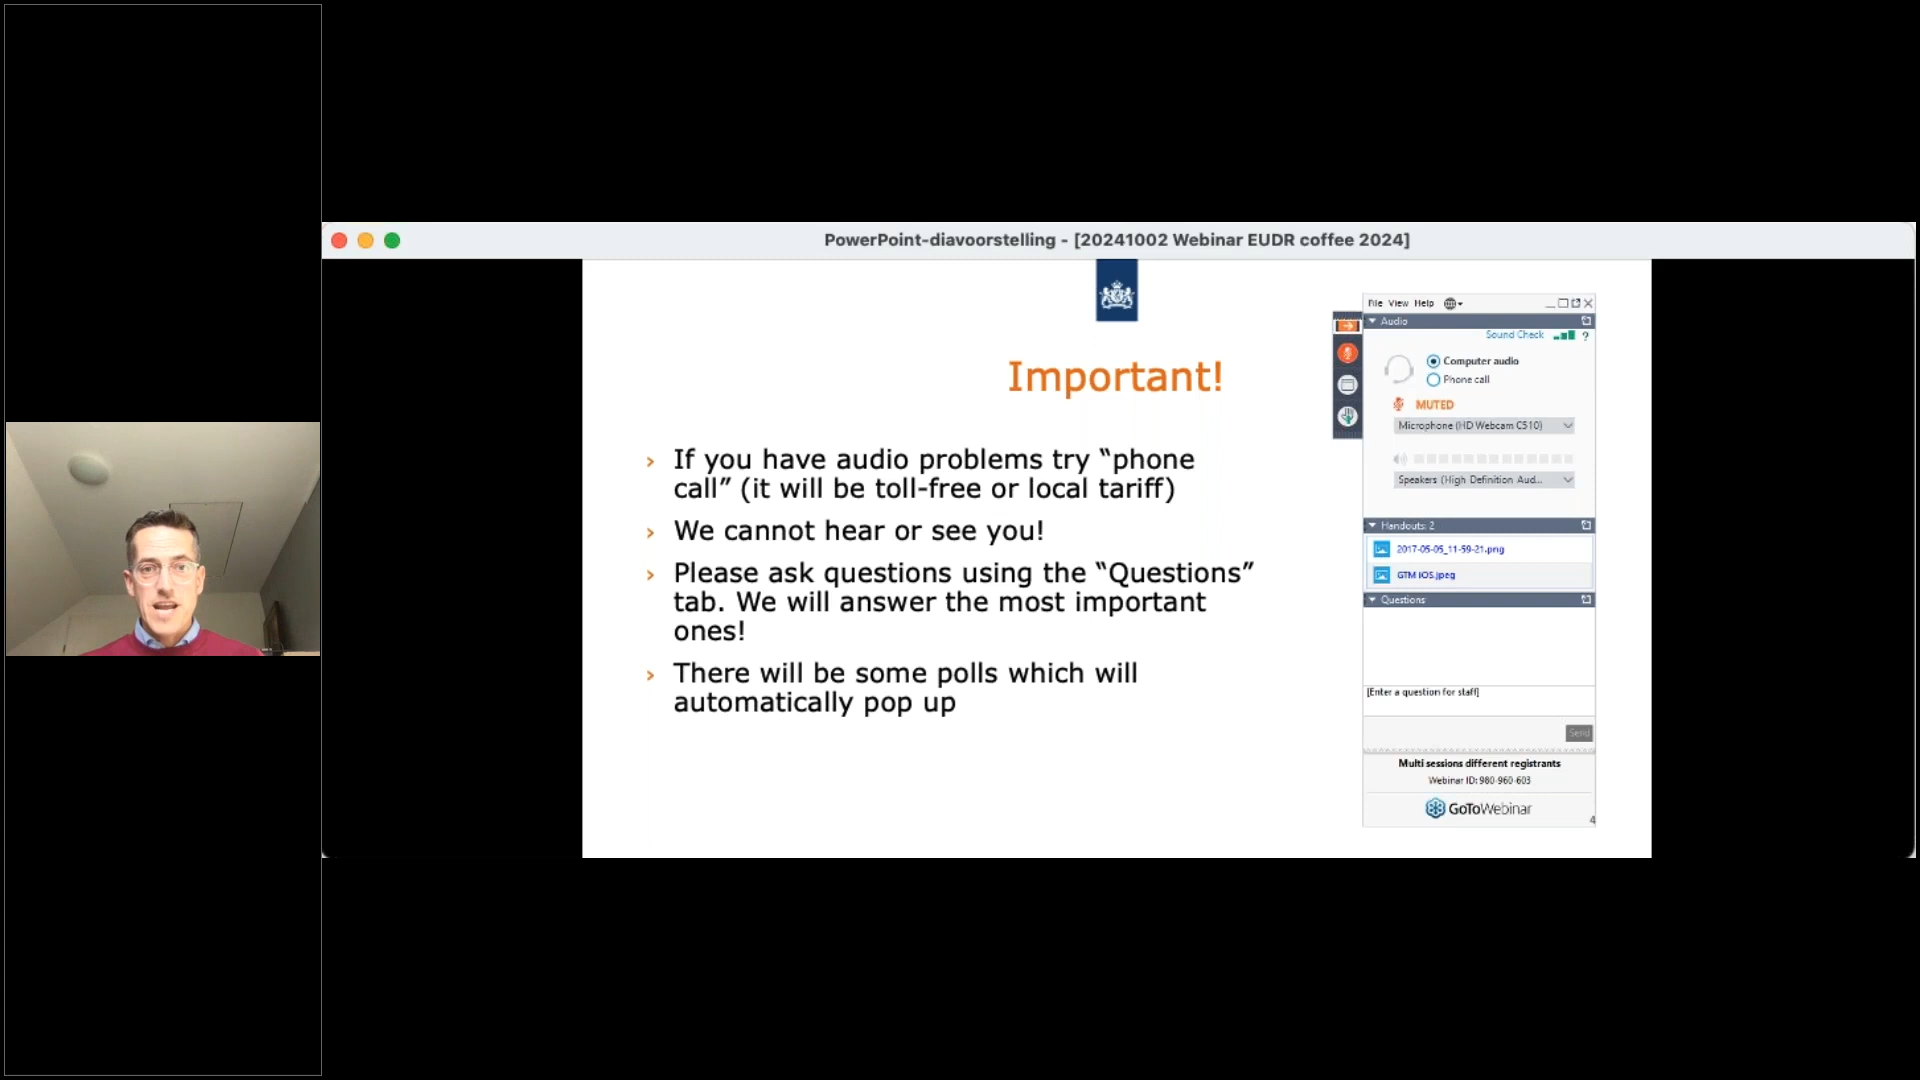 PowerPoint-diavoorstelling - [20241002 Webinar EUDR coffee 2024]
Important!
› If you have audio problems try “phone
call” (it will be toll-free or local tariff)
› We cannot hear or see you!
› Please ask questions using the “Questions”
tab. We will answer the most important
ones!
› There will be some polls which will
automatically pop up
File View Help
Audio
Sound Check ?
Computer audio
Phone call
MUTED
Microphone (HD Webcam C510)
Speakers (High Definition Aud...
Handouts: 2
2017-05-05_11-59-21.png
GTM iOS.jpeg
Questions
[Enter a question for staff]
Send
Multi sessions different registrants
Webinar ID: 980-960-603
GoToWebinar
4